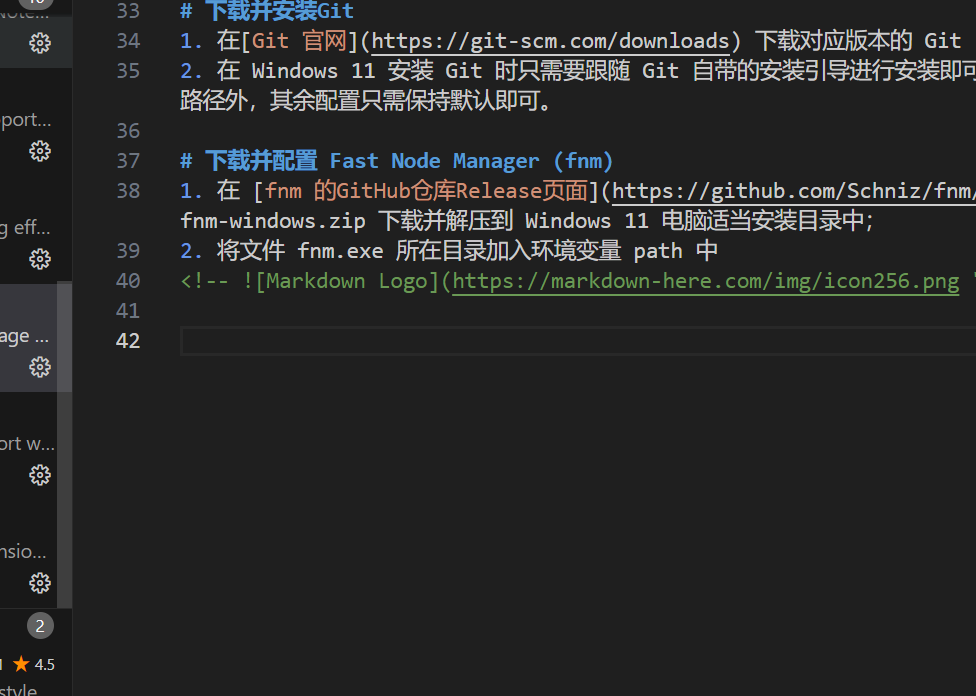 10
Note...
port...
g eff...
age ...
ort w...
nsio...
2
4.5
style
33 # 下载并安装Git
34 1. 在[Git 官网](https://git-scm.com/downloads) 下载对应版本的 Git
35 2. 在 Windows 11 安装 Git 时只需要跟随 Git 自带的安装引导进行安装即可
路径外，其余配置只需保持默认即可。
36
37 # 下载并配置 Fast Node Manager (fnm)
38 1. 在 [fnm 的GitHub仓库Release页面](https://github.com/Schniz/fnm/
fnm-windows.zip 下载并解压到 Windows 11 电脑适当安装目录中；
39 2. 将文件 fnm.exe 所在目录加入环境变量 path 中
40 <!-- ![Markdown Logo](https://markdown-here.com/img/icon256.png "
41
42